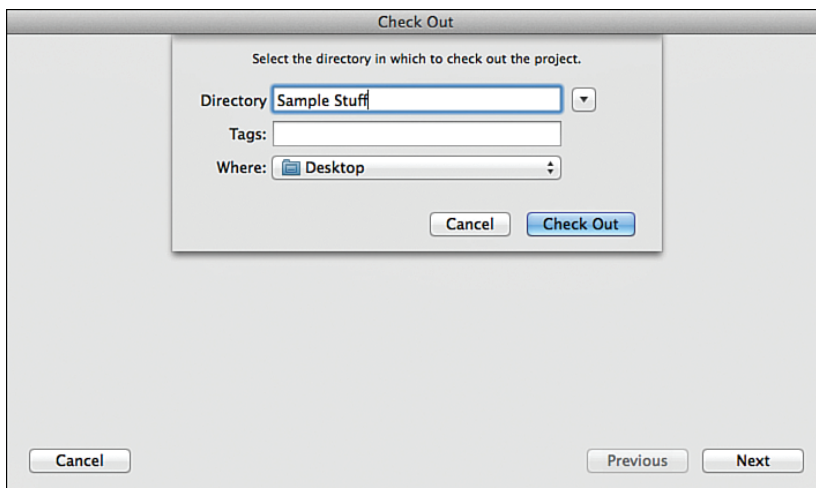 Check Out
Select the directory in which to check out the project.
Directory Sample Stuff
Tags:
Where: Desktop
Cancel Check Out
Cancel Previous Next